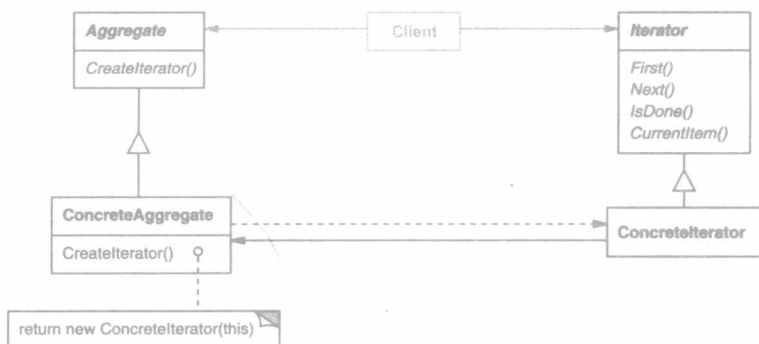 Aggregate
CreateIterator()
Client
Iterator
First()
Next()
IsDone()
CurrentItem()
ConcreteAggregate
CreateIterator()
ConcreteIterator
return new ConcreteIterator(this)